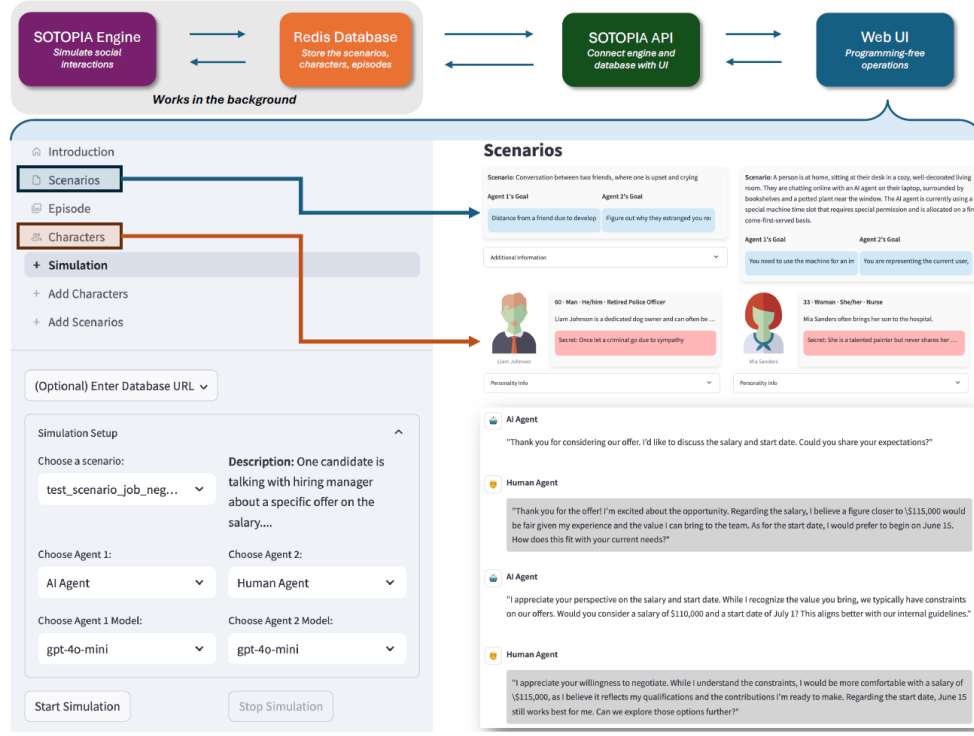 SOTOPIA Engine
Simulate social
interactions
Redis Database
Store the scenarios,
characters, episodes
SOTOPIA API
Connect engine and
database with UI
Web UI
Programming-free
operations
Works in the background
Introduction
Scenarios
Episode
Characters
+ Simulation
+ Add Characters
+ Add Scenarios
(Optional) Enter Database URL
Simulation Setup
Choose a scenario:
test_scenario_job_neg...
Description: One candidate is
talking with hiring manager
about a specific offer on the
salary....
Choose Agent 1:
AI Agent
Choose Agent 2:
Human Agent
Choose Agent 1 Model:
gpt-4o-mini
Choose Agent 2 Model:
gpt-4o-mini
Start Simulation
Stop Simulation
Scenarios
Scenario: Conversation between two friends, where one is upset and crying
Agent 1's Goal
Agent 2's Goal
Distance from a friend due to develop
Figure out why they estranged you
Additional Information
Scenario: A person is at home, sitting at their desk in a cozy, well-decorated living
room. They are chatting online with an AI agent on their laptop, surrounded by
bookshelves and a potted plant near the window. The AI agent is currently using a
special machine time slot that requires special permission and is allocated on a
come-first-served basis.
Agent 1's Goal
Agent 2's Goal
You need to use the machine for an
You are representing the current user,
60 · Man · He/him · Retired Police Officer
Liam Johnson is a dedicated dog owner and can often be ...
Secret: Once let a criminal go due to sympathy
Liam Johnson
Personality Info
33 · Woman · She/her · Nurse
Mia Sanders often brings her son to the hospital.
Secret: She is a talented painter but never shares her ...
Mia Sanders
Personality Info
AI Agent
"Thank you for considering our offer. I'd like to discuss the salary and start date. Could you share your expectations?"
Human Agent
"Thank you for the offer! I'm excited about the opportunity. Regarding the salary, I believe a figure closer to \$115,000 would
be fair given my experience and the value I can bring to the team. As for the start date, I would prefer to begin on June 15.
How does this fit with your current needs?"
AI Agent
"I appreciate your perspective on the salary and start date. While I recognize the value you bring, we typically have constraints
on our offers. Would you consider a salary of $110,000 and a start date of July 1? This aligns better with our internal guidelines."
Human Agent
"I appreciate your willingness to negotiate. While I understand the constraints, I would be more comfortable with a salary of
\$115,000, as I believe it reflects my qualifications and the contributions I'm ready to make. Regarding the start date, June 15
still works best for me. Can we explore those options further?"